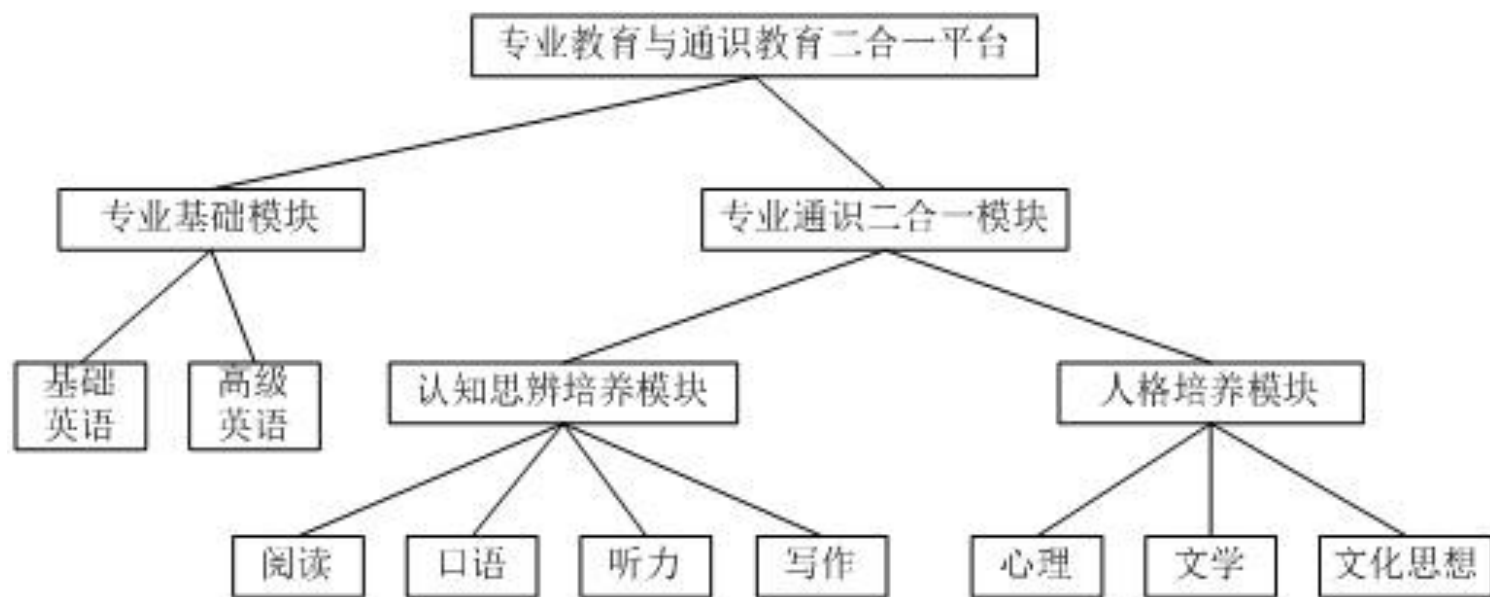 专业教育与通识教育二合一平台
专业基础模块
专业通识二合一模块
基础
英语
高级
英语
认知思辨培养模块
人格培养模块
阅读
口语
听力
写作
心理
文学
文化思想